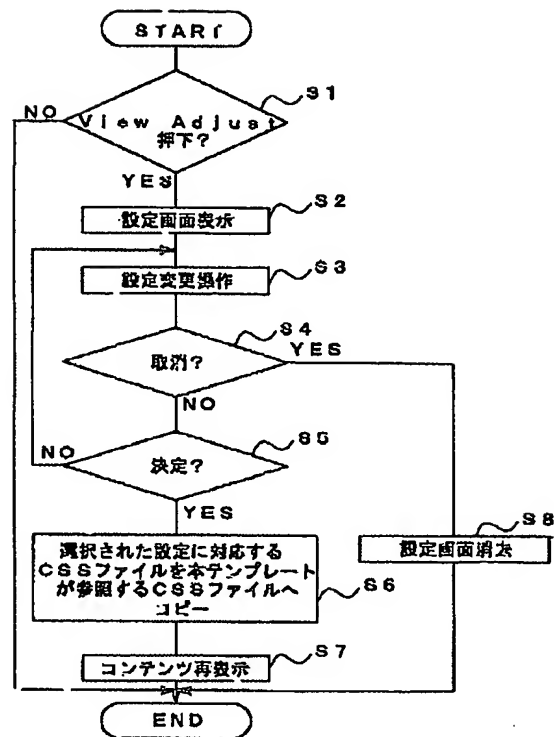 START
S1
NO
View Adjust
押下?
YES
S2
設定画面表示
S3
設定変更操作
S4
取消?
YES
NO
S5
NO
決定?
YES
S8
設定画面消去
選択された設定に対応する
CSSファイルを本テンプレート
が参照するCSSファイルへ
コピー
S6
S7
コンテンツ再表示
END